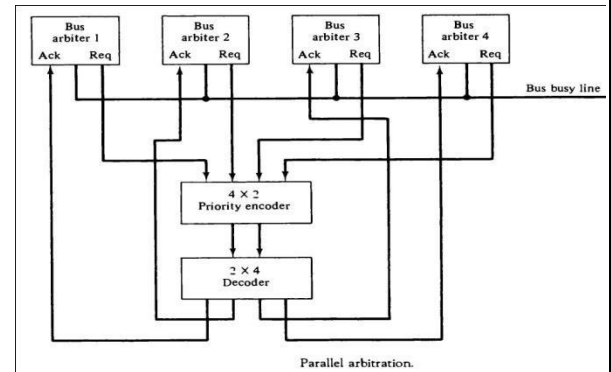 Bus
arbiter 1
Ack Req
Bus
arbiter 2
Ack Req
Bus
arbiter 3
Ack Req
Bus
arbiter 4
Ack Req
Bus busy line
4 × 2
Priority encoder
2 × 4
Decoder
Parallel arbitration.